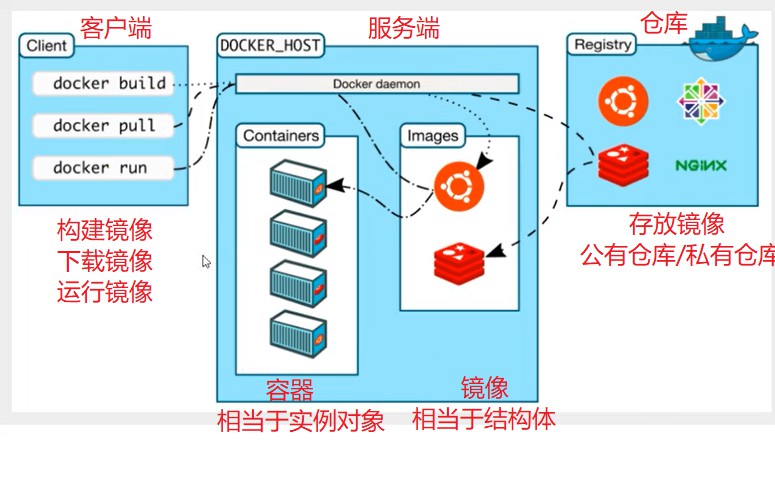 客户端
服务端
仓库
Client
DOCKER_HOST
Registry
docker build
Docker daemon
docker pull
Containers
Images
docker run
NGINX
构建镜像
下载镜像
运行镜像
存放镜像
公有仓库/私有仓库
容器
相当于实例对象
镜像
相当于结构体